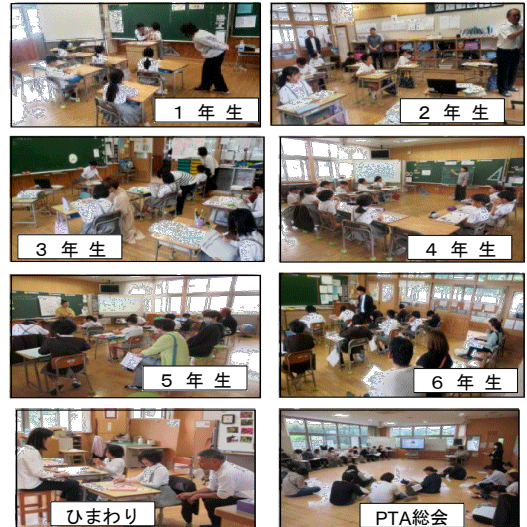 1 年 生
2 年 生
3 年 生
4 年 生
5 年 生
6 年 生
ひまわり
PTA総会